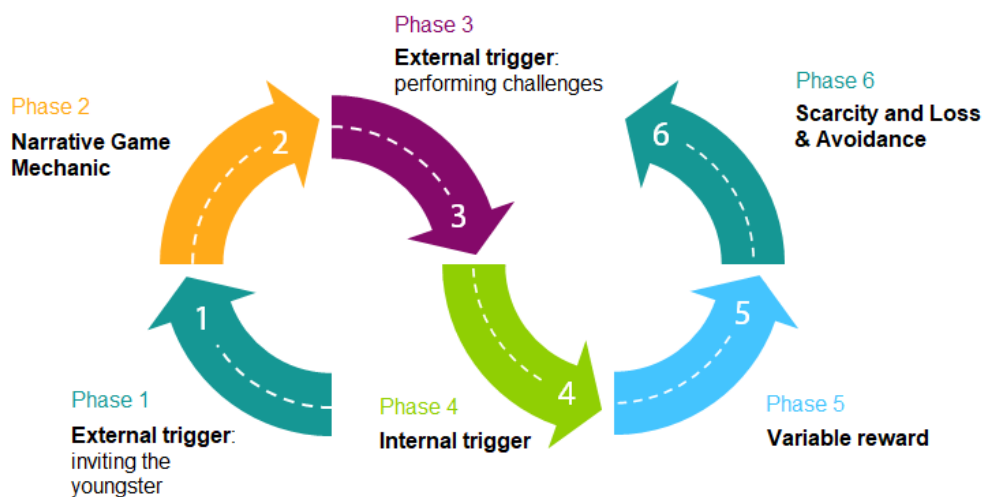 Phase 1
External trigger:
inviting the
youngster
1
Phase 2
Narrative Game
Mechanic
2
Phase 3
External trigger:
performing challenges
3
Phase 4
Internal trigger
4
Phase 5
Variable reward
5
Phase 6
Scarcity and Loss
& Avoidance
6